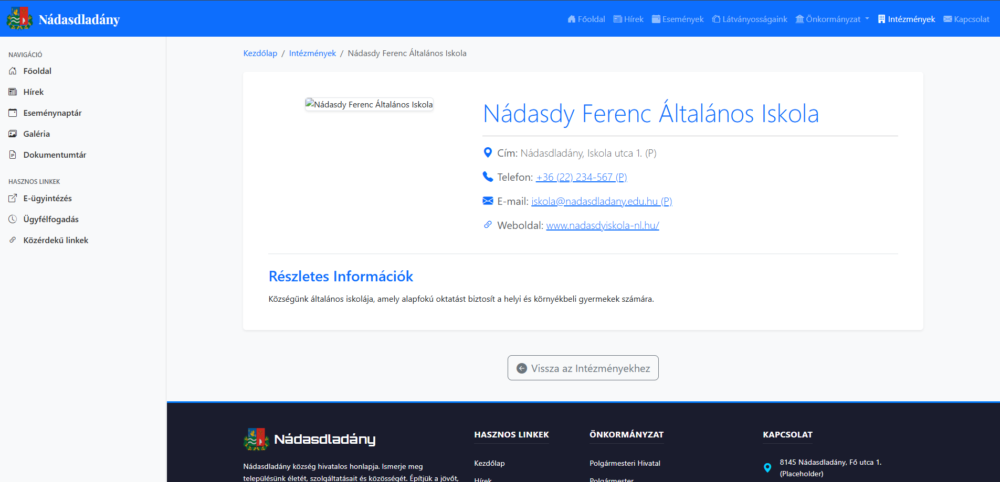 Nádasdladány
Főoldal
Hírek
Események
Látványosságaink
Önkormányzat
Intézmények
Kapcsolat
NAVIGÁCIÓ
Főoldal
Hírek
Eseménynaptár
Galéria
Dokumentumtár
HASZNOS LINKEK
E-ügyintézés
Ügyfélfogadás
Közérdekű linkek
Kezdőlap / Intézmények / Nádasdy Ferenc Általános Iskola
Nádasdy Ferenc Általános Iskola
Nádasdy Ferenc Általános Iskola
Cím: Nádasdladány, Iskola utca 1. (P)
Telefon: +36 (22) 234-567 (P)
E-mail: iskola@nadasdladany.edu.hu (P)
Weboldal: www.nadasdyiskola-nl.hu/
Részletes Információk
Községünk általános iskolája, amely alapfokú oktatást biztosít a helyi és környékbeli gyermekek számára.
Vissza az Intézményekhez
Nádasdladány
Nádasdladány község hivatalos honlapja. Ismerje meg
településünk életét, szolgáltatásait és közösségét. Építjük a jövőt,
HASZNOS LINKEK
Kezdőlap
Hírek
ÖNKORMÁNYZAT
Polgármesteri Hivatal
Polgármester
KAPCSOLAT
8145 Nádasdladány, Fő utca 1.
(Placeholder)